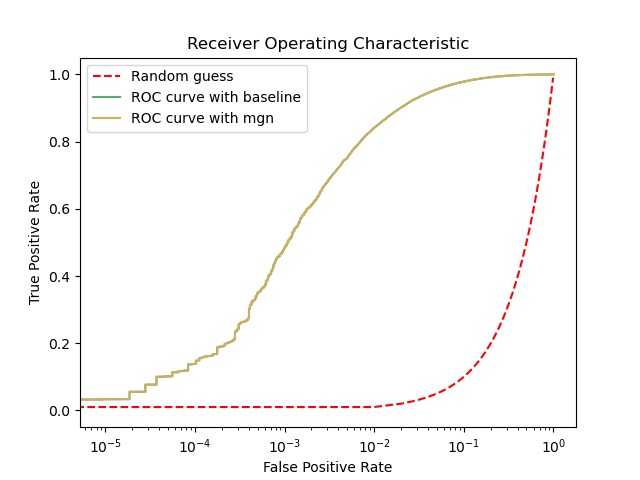 Receiver Operating Characteristic
Random guess
ROC curve with baseline
ROC curve with mgn
True Positive Rate
1.0
0.8
0.6
0.4
0.2
0.0
10⁻⁵ 10⁻⁴ 10⁻³ 10⁻² 10⁻¹ 10⁰
False Positive Rate